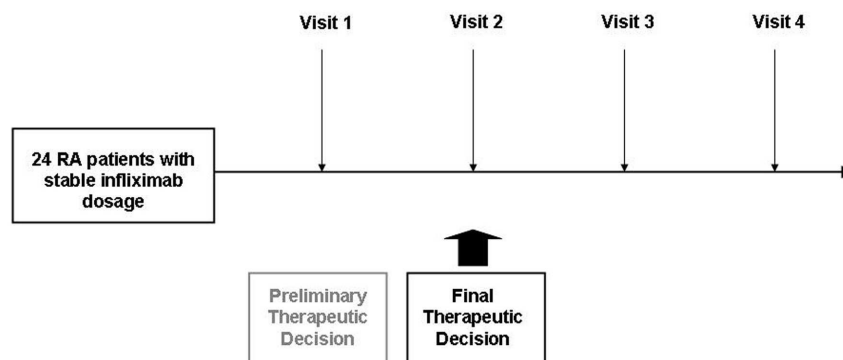 Visit 1 Visit 2 Visit 3 Visit 4
24 RA patients with
stable infliximab
dosage
Preliminary
Therapeutic
Decision
Final
Therapeutic
Decision